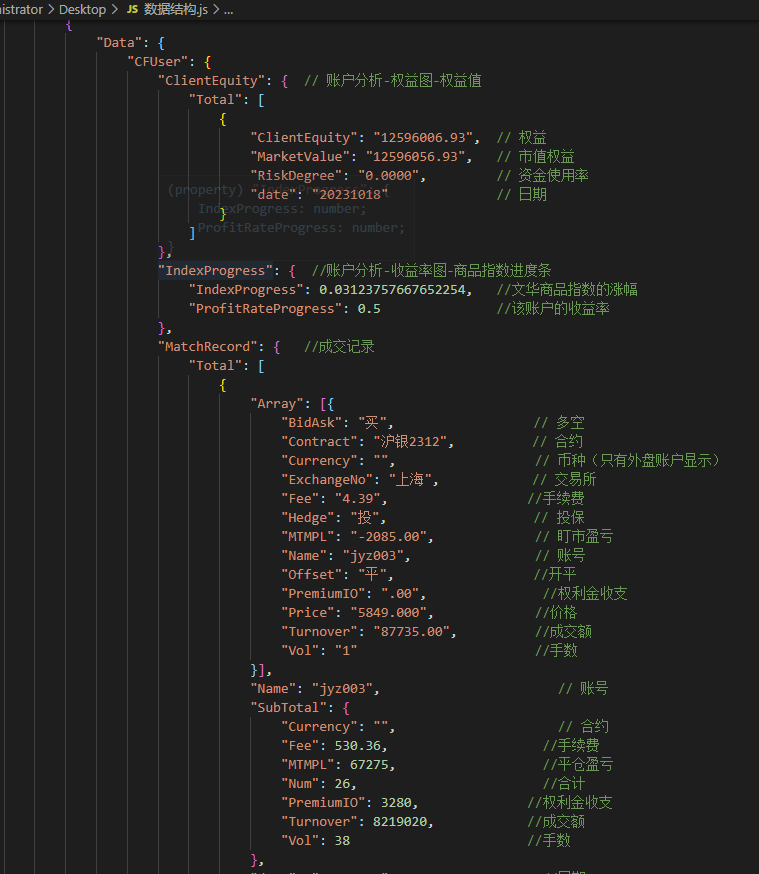 istrator > Desktop > JS 数据结构.js > ...
{
"Data": {
"CFUser": {
"ClientEquity": { // 账户分析-权益图-权益值
"Total": [
{
"ClientEquity": "12596006.93", // 权益
"MarketValue": "12596056.93", // 市值权益
"RiskDegree": "0.0000", // 资金使用率
"date": "20231018" // 日期
}
IndexProgress: number;
]
ProfitRateProgress: number;
},
"IndexProgress": { //账户分析-收益率图-商品指数进度条
"IndexProgress": 0.03123757667652254, //文华商品指数的涨幅
"ProfitRateProgress": 0.5 //该账户的收益率
},
"MatchRecord": { //成交记录
"Total": [
{
"Array": [{
"BidAsk": "买", // 多空
"Contract": "沪银2312", // 合约
"Currency": "", // 币种（只有外盘账户显示）
"ExchangeNo": "上海", // 交易所
"Fee": "4.39", //手续费
"Hedge": "投", // 投保
"MTMPL": "-2085.00", // 盯市盈亏
"Name": "jyz003", // 账号
"Offset": "平", //开平
"PremiumIO": ".00", //权利金收支
"Price": "5849.000", //价格
"Turnover": "87735.00", //成交额
"Vol": "1" //手数
}],
"Name": "jyz003", // 账号
"SubTotal": {
"Currency": "", // 合约
"Fee": 530.36, //手续费
"MTMPL": 67275, //平仓盈亏
"Num": 26, //合计
"PremiumIO": 3280, //权利金收支
"Turnover": 8219020, //成交额
"Vol": 38 //手数
},